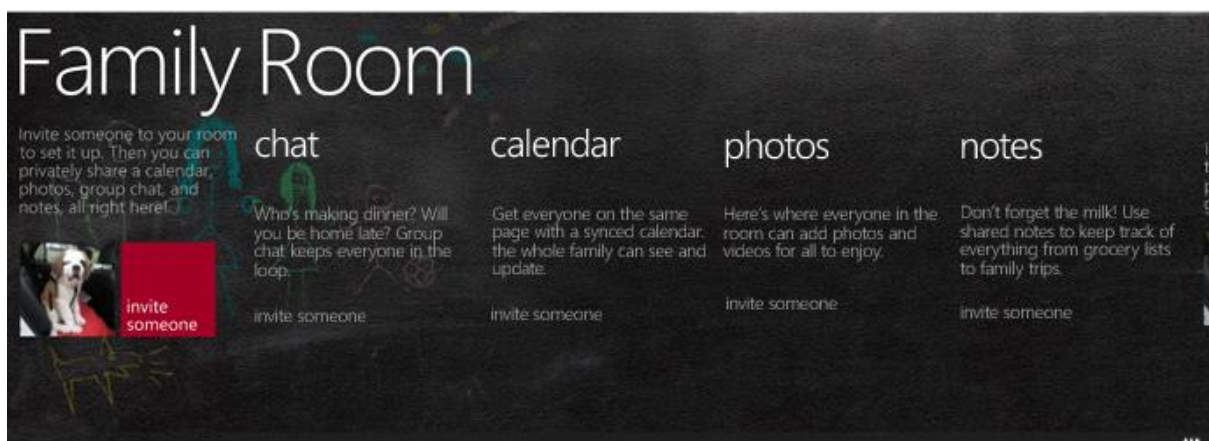 Family Room
Invite someone to your room
to set it up. Then you can
privately share a calendar,
photos, group chat, and
notes, all right here!
invite
someone
chat
Who's making dinner? Will
you be home late? Group
chat keeps everyone in the
loop.
invite someone
calendar
Get everyone on the same
page with a synced calendar.
the whole family can see and
update.
invite someone
photos
Here's where everyone in the
room can add photos and
videos for all to enjoy.
invite someone
notes
Don't forget the milk! Use
shared notes to keep track of
everything from grocery lists
to family trips.
invite someone